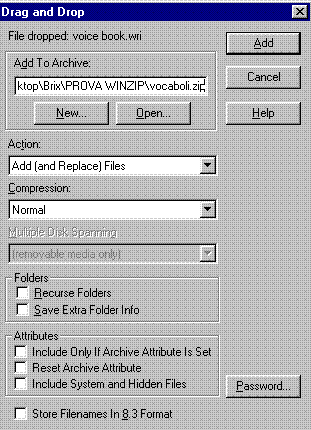 Drag and Drop
File dropped: voice book.wri
Add
Add To Archive:
ktop\Brix\PROVA WINZIP\vocaboli.zip
Cancel
New...
Open...
Help
Action:
Add (and Replace) Files
Compression:
Normal
Multiple Disk Spanning
(removable media only)
Folders
Recurse Folders
Save Extra Folder Info
Attributes
Include Only If Archive Attribute Is Set
Reset Archive Attribute
Include System and Hidden Files
Password...
Store Filenames In 8.3 Format